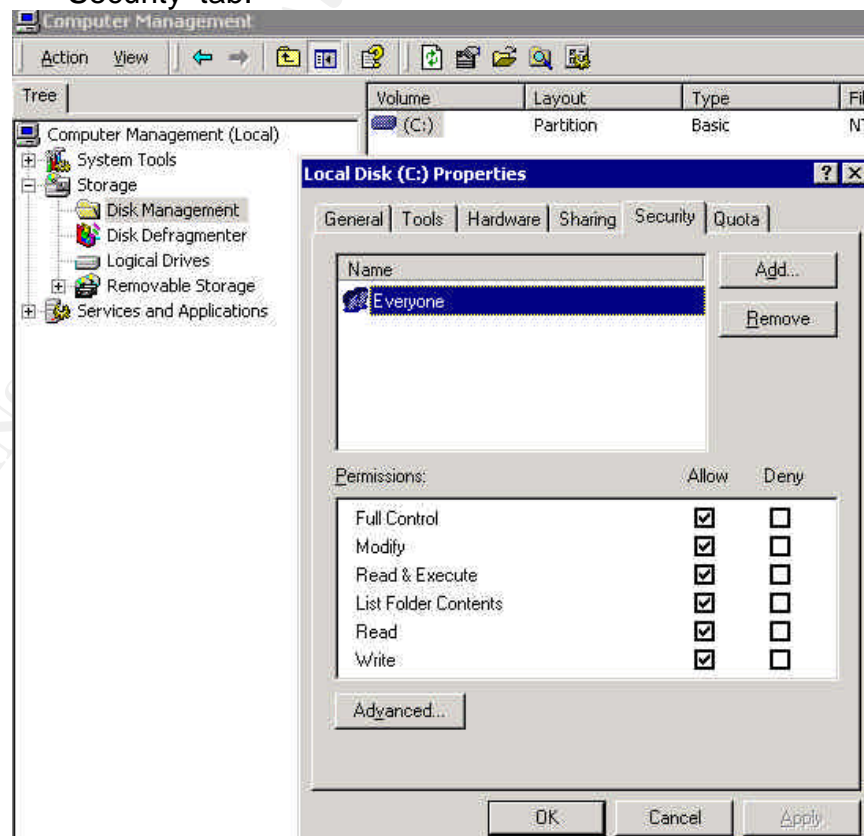 Security tab.
Computer Management
Action View
Tree
Volume Layout Type
Computer Management (Local)
System Tools
Storage
Disk Management
Disk Defragmenter
Logical Drives
Removable Storage
Services and Applications
(C:) Partition Basic
Local Disk (C:) Properties
General Tools Hardware Sharing Security Quota
Name
Everyone
Add...
Remove
Permissions: Allow Deny
Full Control
Modify
Read & Execute
List Folder Contents
Read
Write
Advanced...
OK Cancel Apply